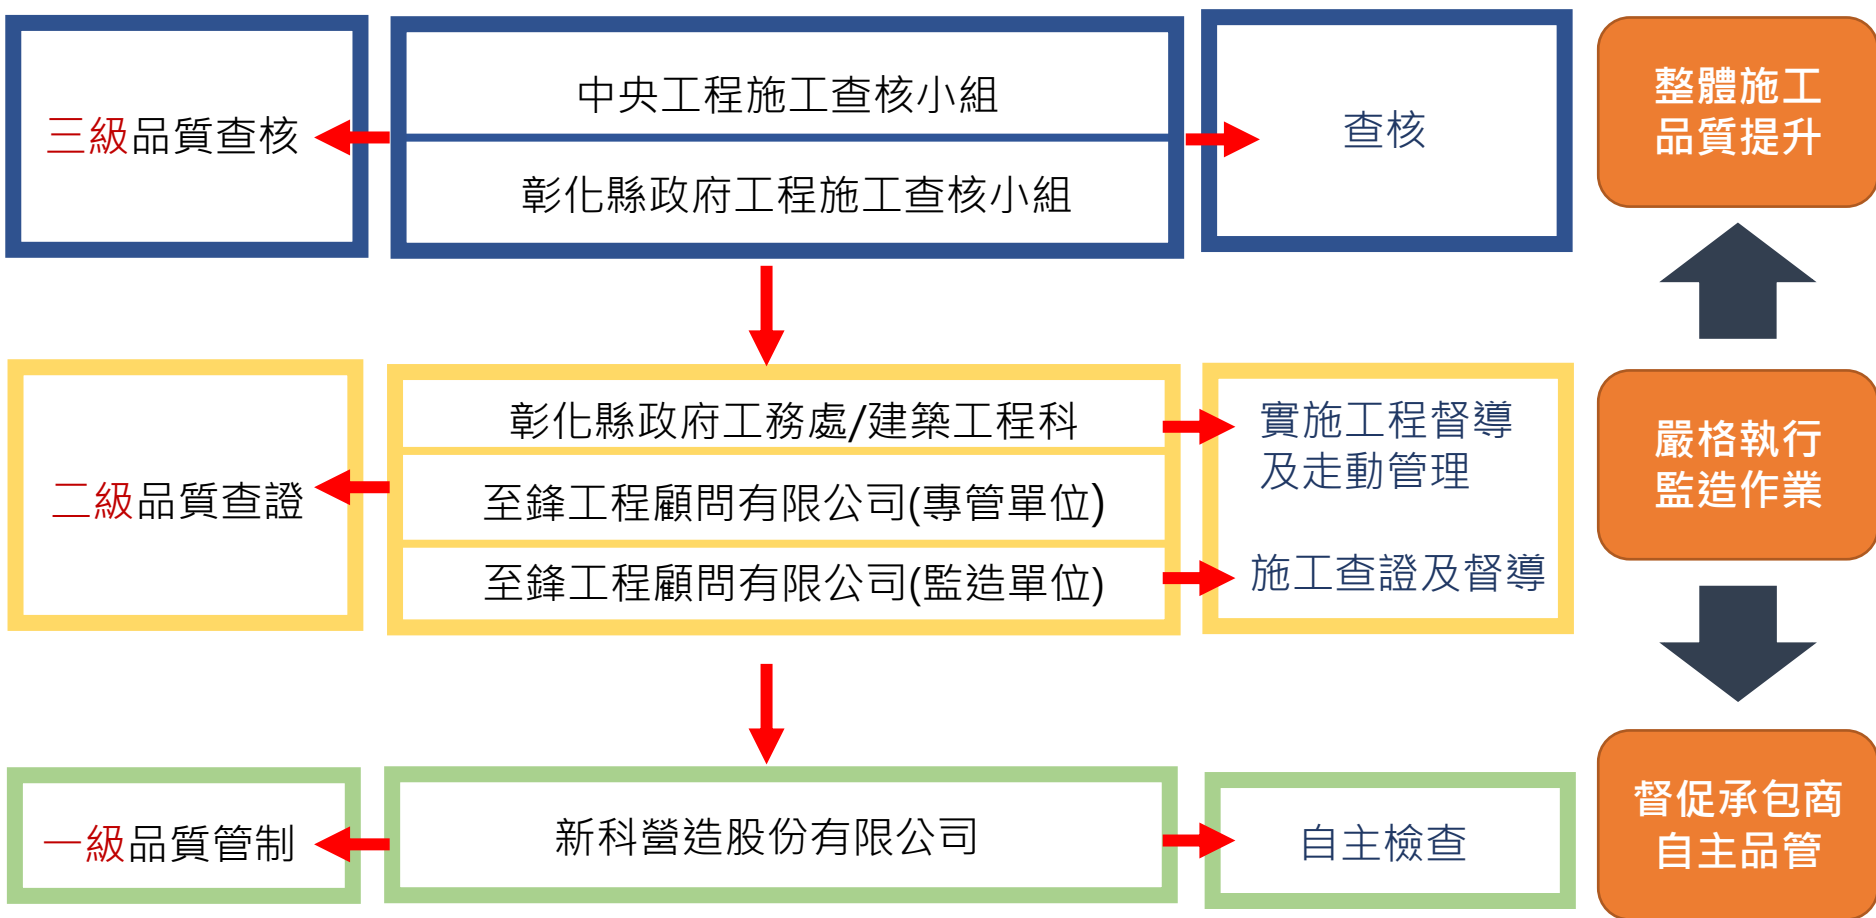 三級品質查核
中央工程施工查核小組
彰化縣政府工程施工查核小組
查核
整體施工
品質提升
二級品質查證
彰化縣政府工務處/建築工程科
至鋒工程顧問有限公司(專管單位)
至鋒工程顧問有限公司(監造單位)
實施工程督導
及走動管理
施工查證及督導
嚴格執行
監造作業
一級品質管制
新科營造股份有限公司
自主檢查
督促承包商
自主品管